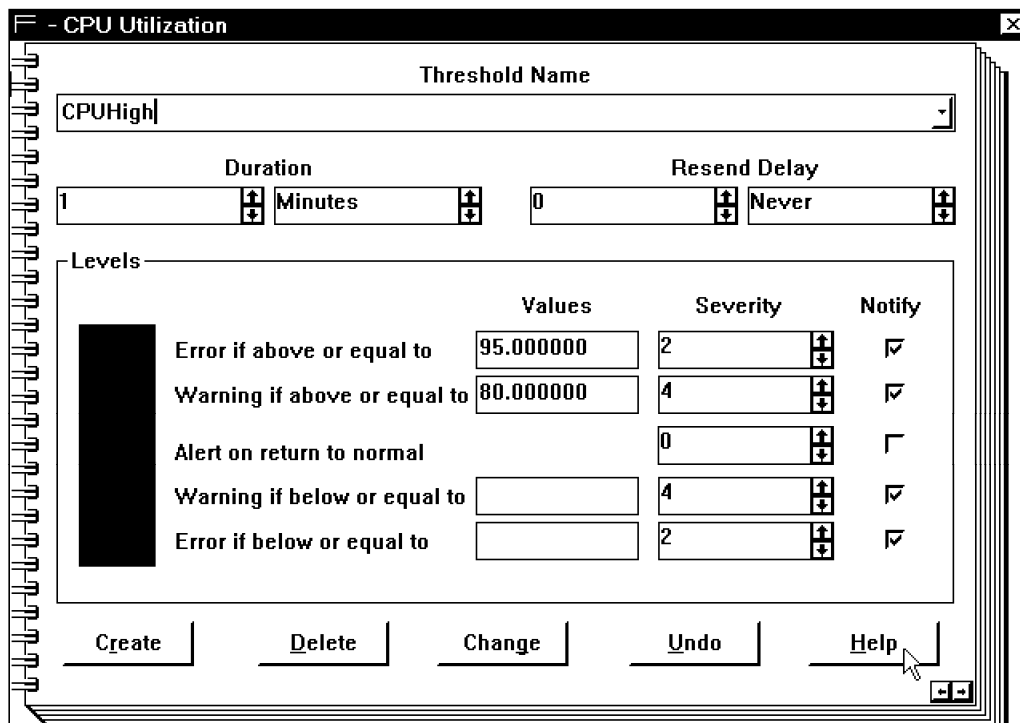 - CPU Utilization
Threshold Name
CPUHigh
Duration Resend Delay
1 Minutes 0 Never
Levels
Values Severity Notify
Error if above or equal to 95.000000 2
Warning if above or equal to 80.000000 4
Alert on return to normal 0
Warning if below or equal to 4
Error if below or equal to 2
Create Delete Change Undo Help